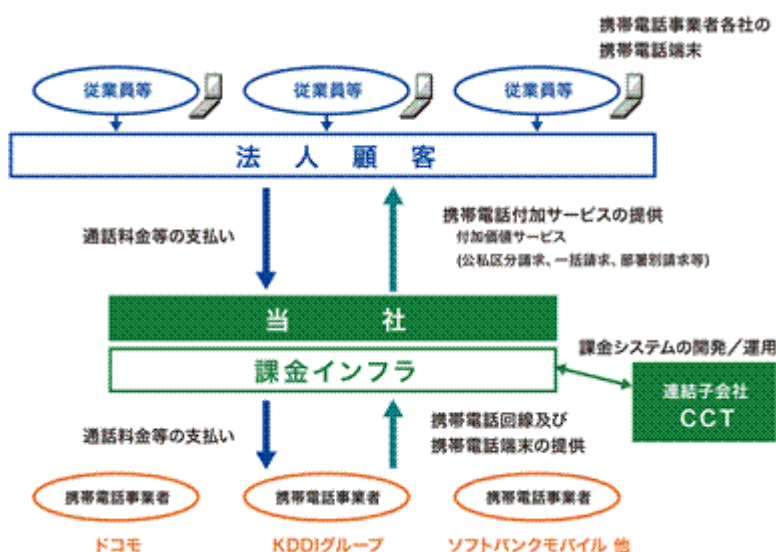 携帯電話事業者各社の
携帯電話端末
従業員等
従業員等
従業員等
法人顧客
通話料金等の支払い
携帯電話付加サービスの提供
付加価値サービス
(公私区分請求、一括請求、部署別請求等)
当社
課金インフラ
課金システムの開発/運用
連結子会社
CCT
通話料金等の支払い
携帯電話回線及び
携帯電話端末の提供
携帯電話事業者
携帯電話事業者
携帯電話事業者
ドコモ
KDDIグループ
ソフトバンクモバイル 他